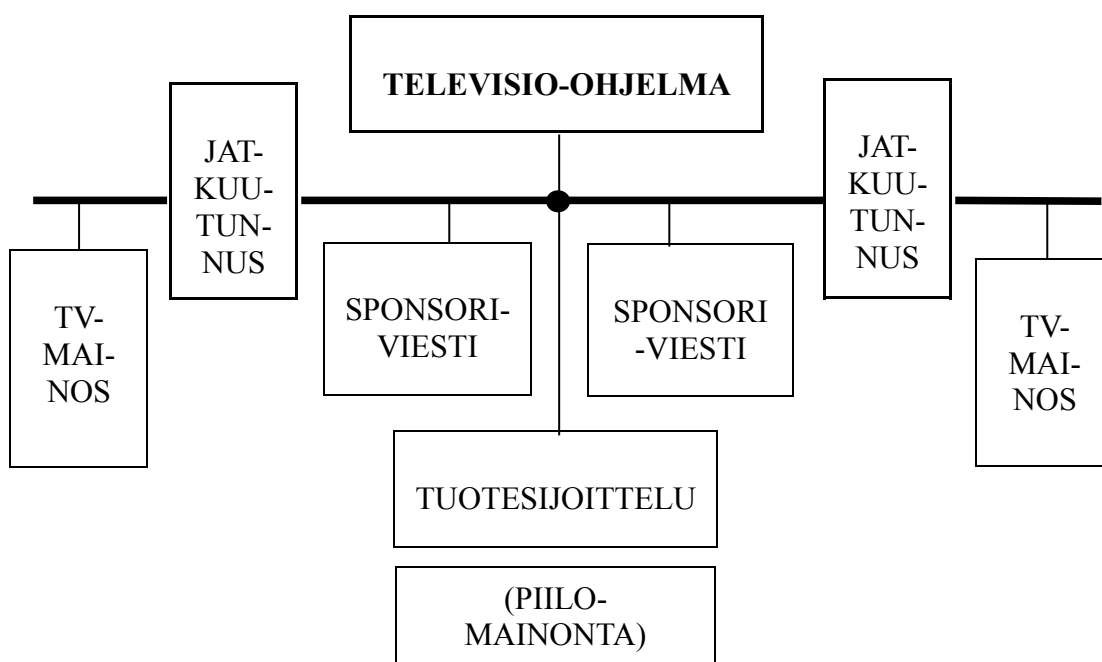 TELEVISIO-OHJELMA
JAT-
KUU-
TUN-
NUS
JAT-
KUU-
TUN-
NUS
TV-
MAI-
NOS
SPONSORI-
VIESTI
SPONSORI
-VIESTI
TV-
MAI-
NOS
TUOTESIJOITTELU
(PIILO-
MAINONTA)